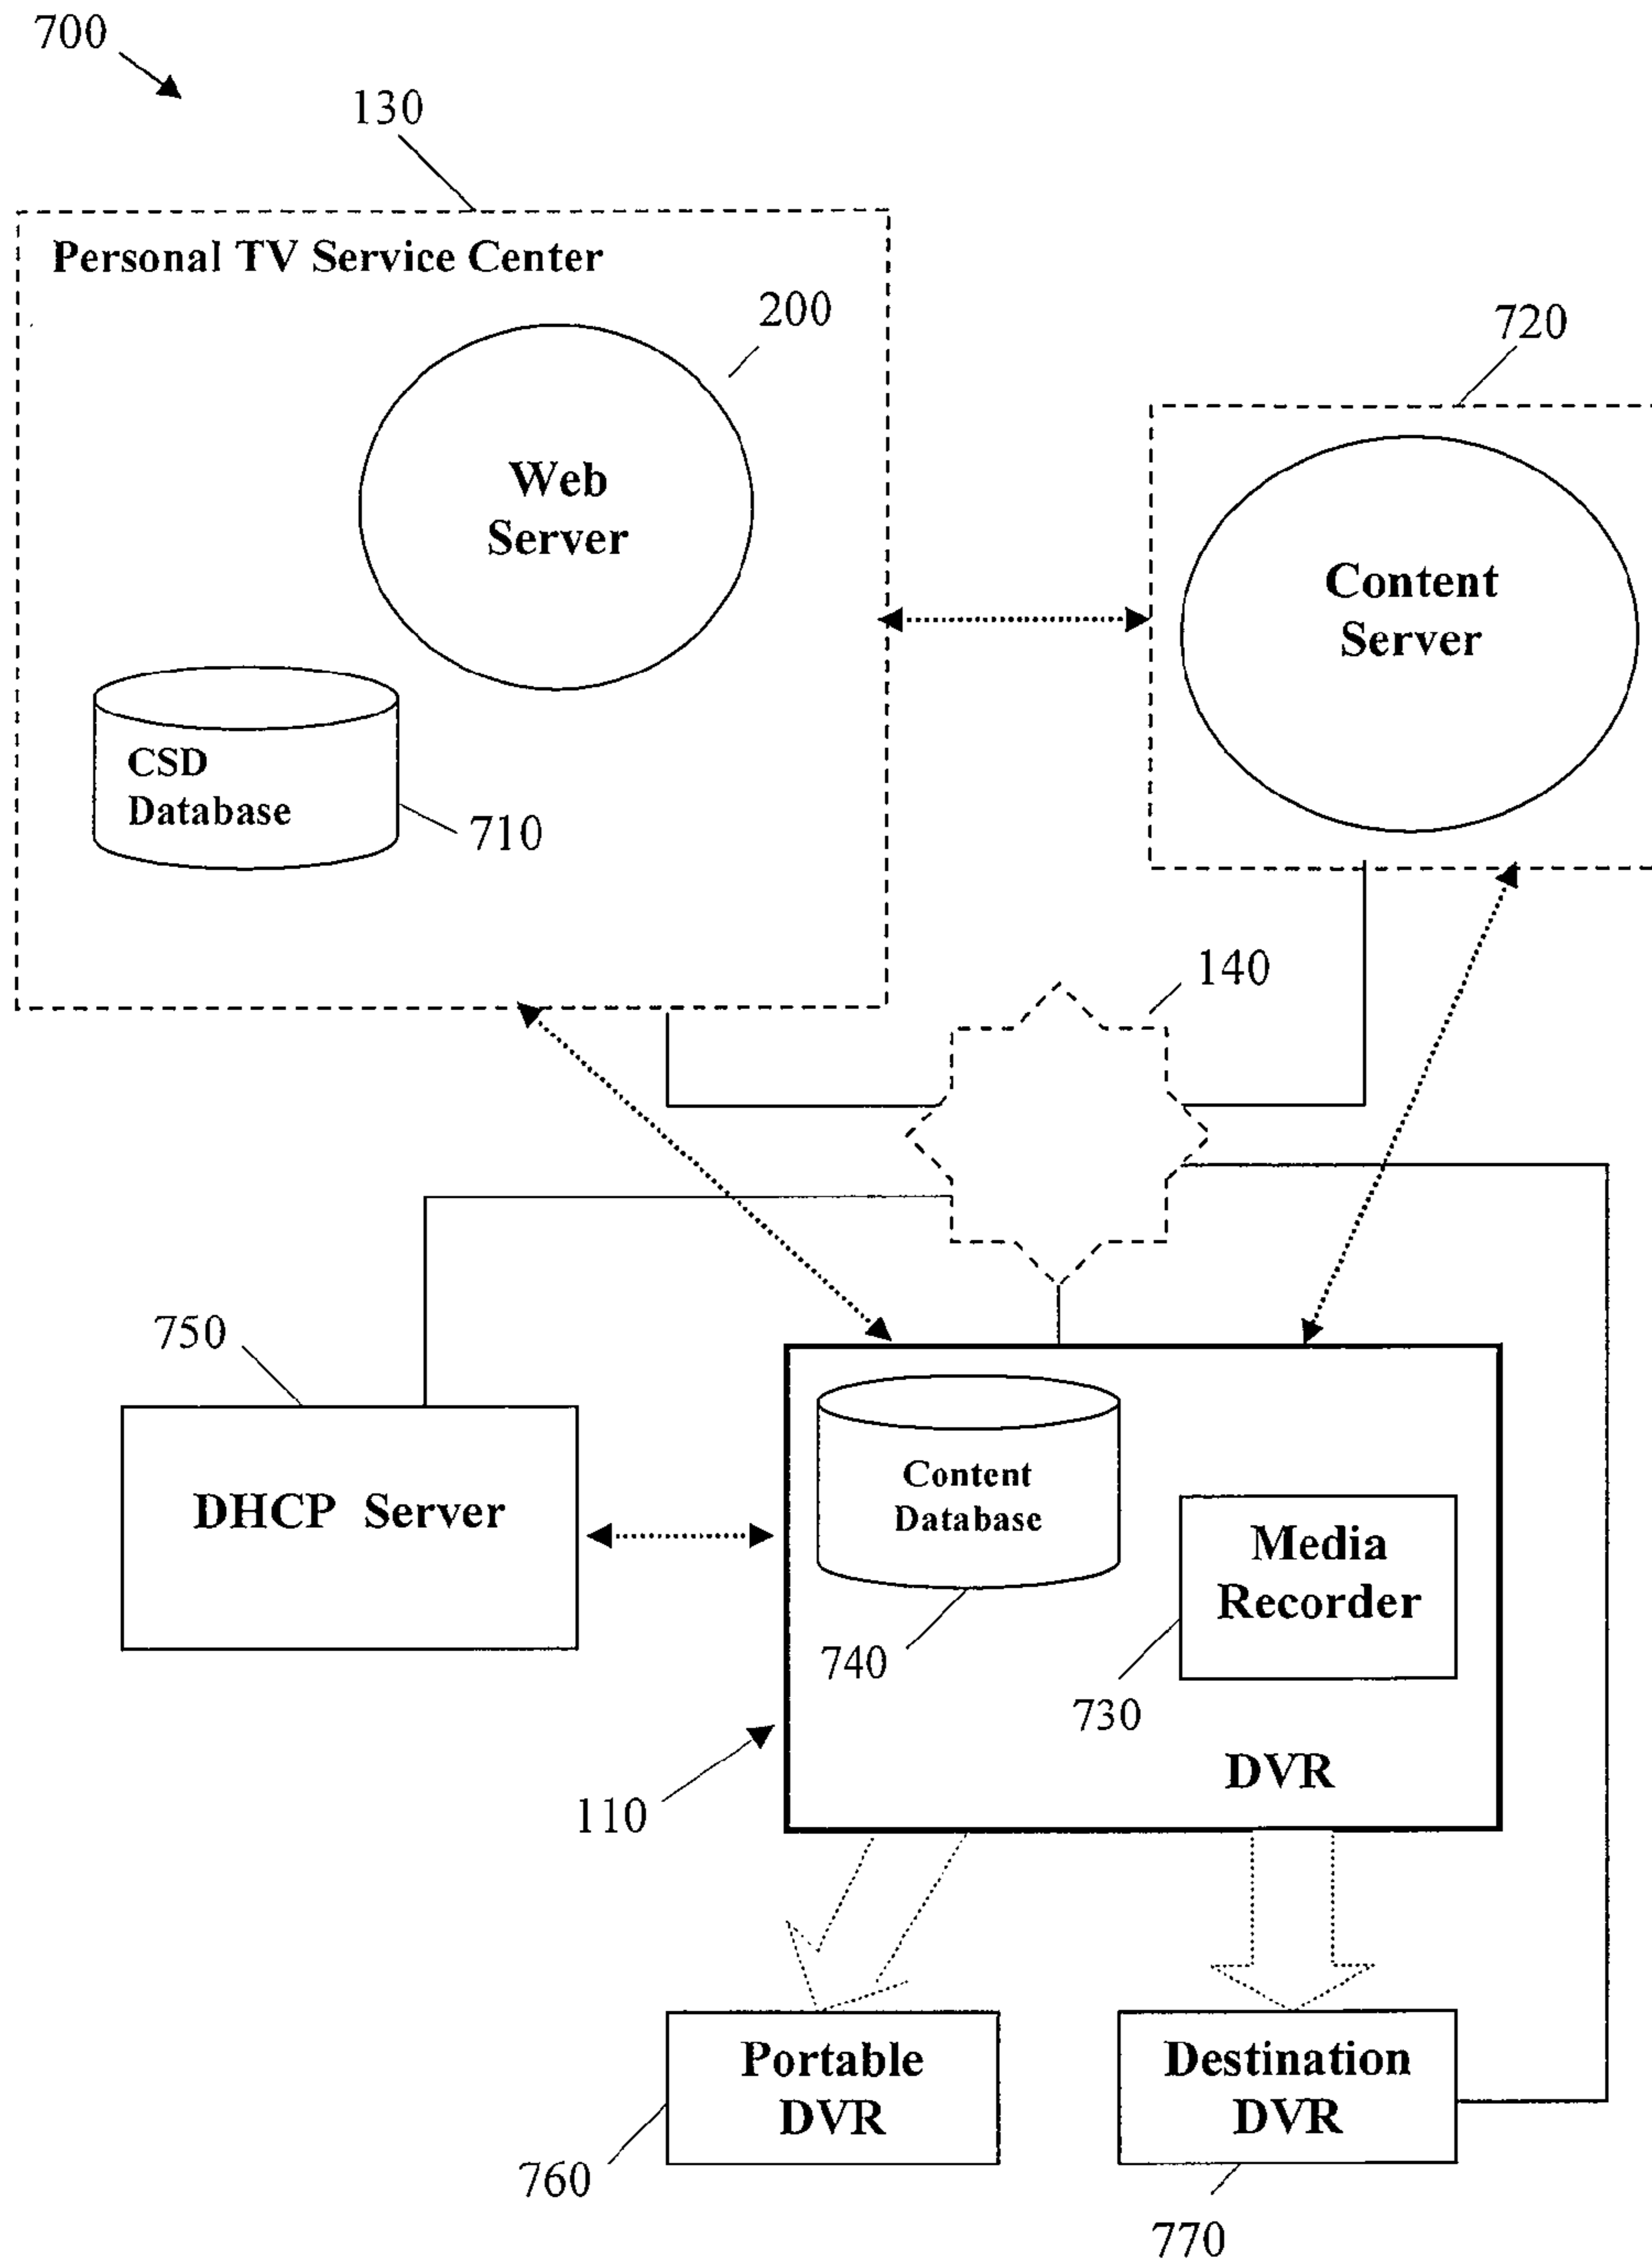 700
130
Personal TV Service Center
200
720
Web
Server
Content
Server
CSD
Database
710
140
750
DHCP Server
Content
Database
Media
Recorder
740
730
DVR
110
Portable
DVR
Destination
DVR
760
770